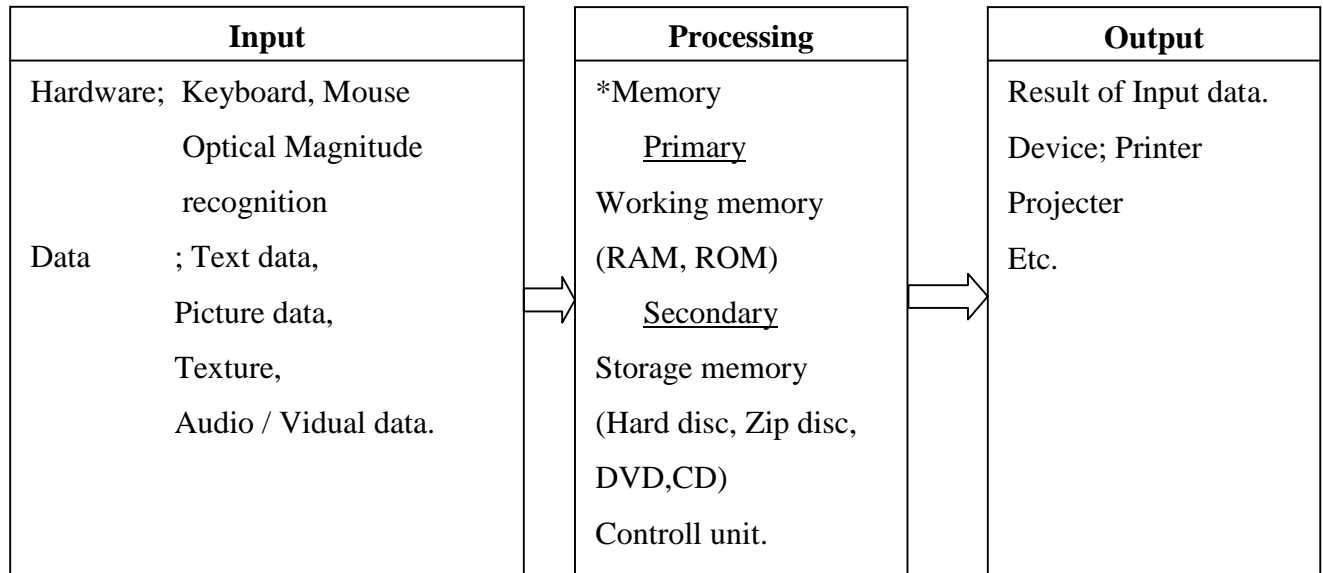 Input
Hardware; Keyboard, Mouse
Optical Magnitude
recognition
Data ; Text data,
Picture data,
Texture,
Audio / Vidual data.
Processing
*Memory
Primary
Working memory
(RAM, ROM)
Secondary
Storage memory
(Hard disc, Zip disc,
DVD,CD)
Controll unit.
Output
Result of Input data.
Device; Printer
Projecter
Etc.